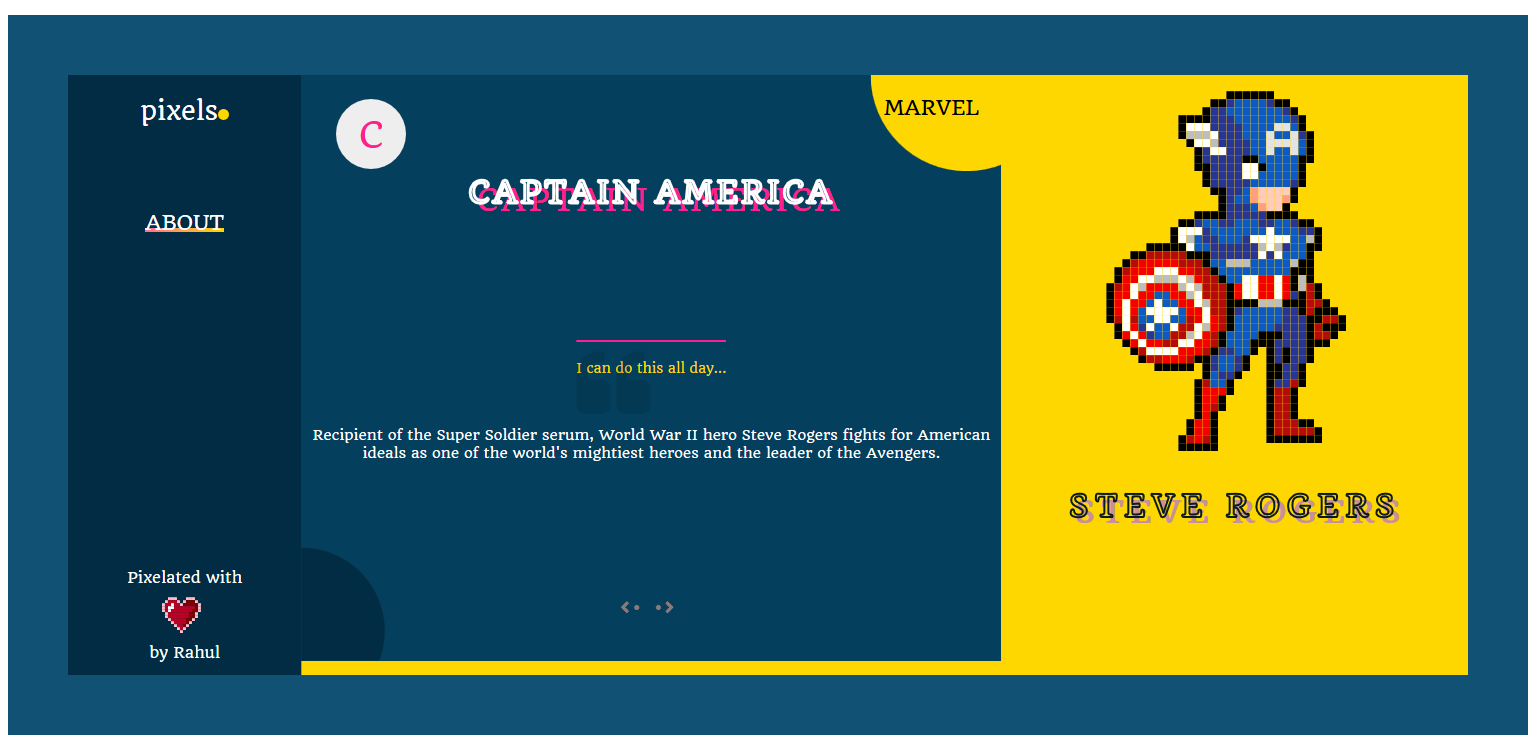 pixels
ABOUT
Pixelated with
by Rahul
C
MARVEL
CAPTAIN AMERICA
I can do this all day...
Recipient of the Super Soldier serum, World War II hero Steve Rogers fights for American
ideals as one of the world's mightiest heroes and the leader of the Avengers.
A
STEVE ROGERS